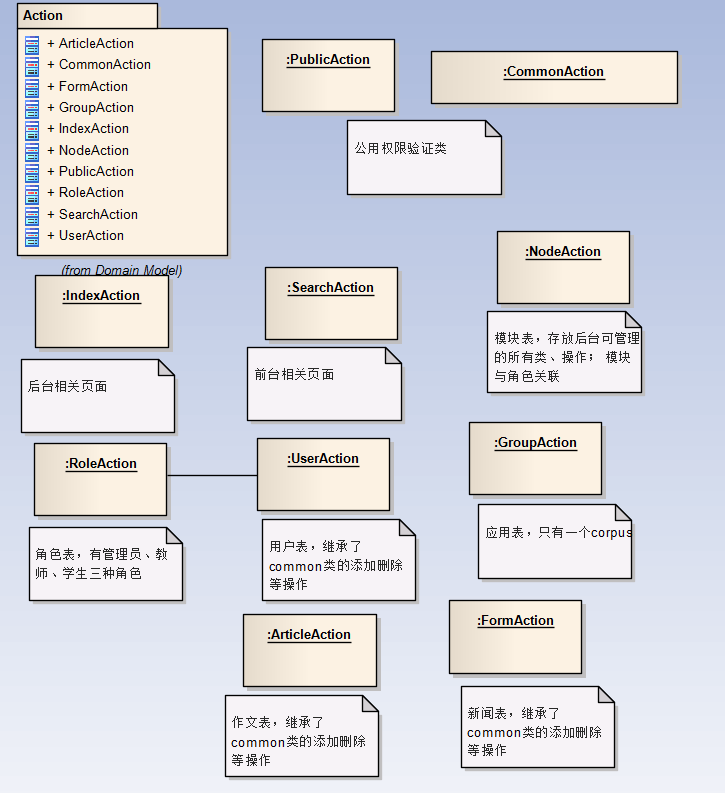 Action
+ ArticleAction
+ CommonAction
+ FormAction
+ GroupAction
+ IndexAction
+ NodeAction
+ PublicAction
+ RoleAction
+ SearchAction
+ UserAction
(from Domain Model)
:PublicAction
:CommonAction
公用权限验证类
:NodeAction
模块表，存放后台可管理
的所有类、操作； 模块
与角色关联
:IndexAction
后台相关页面
:SearchAction
前台相关页面
:RoleAction
角色表，有管理员、教
师、学生三种角色
:UserAction
用户表，继承了
common类的添加删除
等操作
:GroupAction
应用表，只有一个corpus
:ArticleAction
作文表，继承了
common类的添加删除
等操作
:FormAction
新闻表，继承了
common类的添加删除
等操作